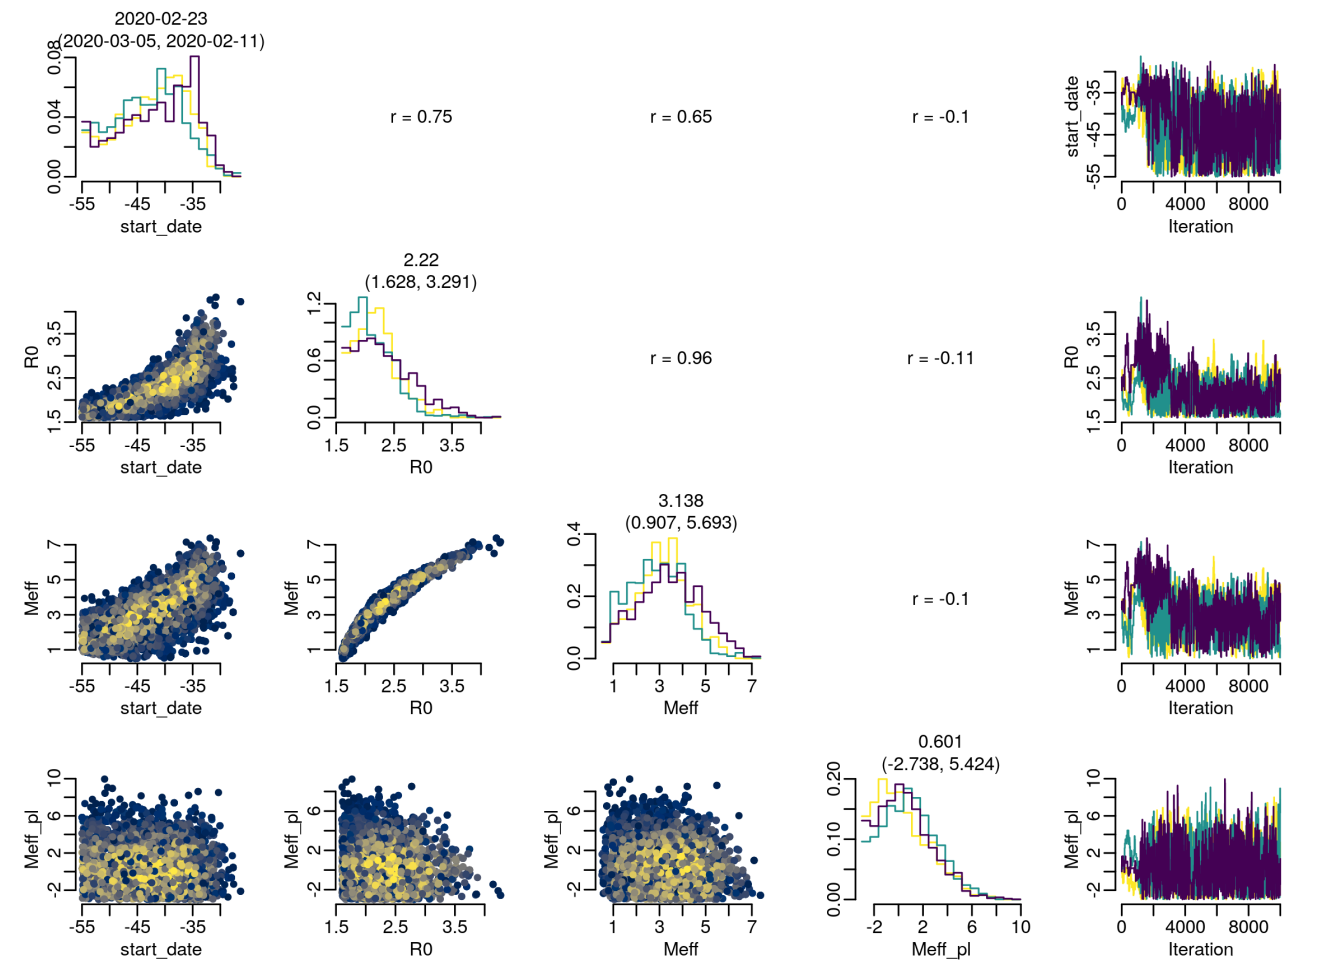 2020-02-23
(2020-03-05, 2020-02-11)
0.00 0.04 0.08
-55 -45 -35
start_date
r = 0.75
r = 0.65
r = -0.1
start_date
-55 -45 -35
0 4000 8000
Iteration
R0
1.5 2.5 3.5
-55 -45 -35
start_date
2.22
(1.628, 3.291)
0.0 0.6 1.2
1.5 2.5 3.5
R0
r = 0.96
r = -0.11
R0
1.5 2.5 3.5
0 4000 8000
Iteration
Meff
1 3 5 7
-55 -45 -35
start_date
Meff
1 3 5 7
1.5 2.5 3.5
R0
3.138
(0.907, 5.693)
0.0 0.2 0.4
1 3 5 7
Meff
r = -0.1
Meff
1 3 5 7
0 4000 8000
Iteration
Meff_pl
-2 2 6 10
-55 -45 -35
start_date
Meff_pl
-2 2 6
1.5 2.5 3.5
R0
Meff_pl
-2 2 6
1 3 5 7
Meff
0.601
(-2.738, 5.424)
0.00 0.10 0.20
-2 2 6 10
Meff_pl
Meff_pl
-2 2 6 10
0 4000 8000
Iteration